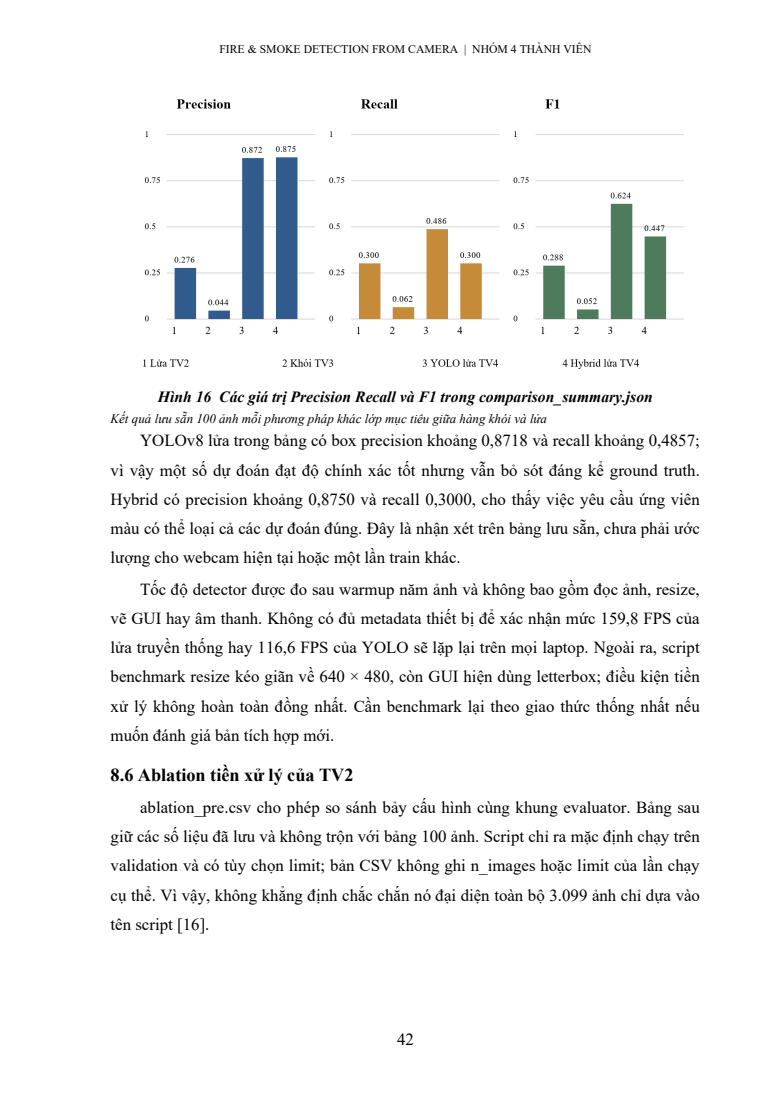 FIRE & SMOKE DETECTION FROM CAMERA | NHÓM 4 THÀNH VIÊN
Precision Recall F1
1 1 1
0.872 0.875
0.75 0.75 0.75
0.624
0.5 0.486 0.5 0.5 0.447
0.276 0.300 0.300 0.288
0.25 0.25 0.25
0.044 0.062 0.052
0 0 0
1 2 3 4 1 2 3 4 1 2 3 4
1 Lửa TV2 2 Khói TV3 3 YOLO lửa TV4 4 Hybrid lửa TV4
Hình 16 Các giá trị Precision Recall và F1 trong comparison_summary.json
Kết quả lưu sẵn 100 ảnh mỗi phương pháp khác lớp mục tiêu giữa hàng khói và lửa
YOLOv8 lửa trong bảng có box precision khoảng 0,8718 và recall khoảng 0,4857;
vì vậy một số dự đoán đạt độ chính xác tốt nhưng vẫn bỏ sót đáng kể ground truth.
Hybrid có precision khoảng 0,8750 và recall 0,3000, cho thấy việc yêu cầu ứng viên
màu có thể loại cả các dự đoán đúng. Đây là nhận xét trên bảng lưu sẵn, chưa phải ước
lượng cho webcam hiện tại hoặc một lần train khác.
Tốc độ detector được đo sau warmup năm ảnh và không bao gồm đọc ảnh, resize,
vẽ GUI hay âm thanh. Không có đủ metadata thiết bị để xác nhận mức 159,8 FPS của
lửa truyền thống hay 116,6 FPS của YOLO sẽ lặp lại trên mọi laptop. Ngoài ra, script
benchmark resize kéo giãn về 640 × 480, còn GUI hiện dùng letterbox; điều kiện tiền
xử lý không hoàn toàn đồng nhất. Cần benchmark lại theo giao thức thống nhất nếu
muốn đánh giá bản tích hợp mới.
8.6 Ablation tiền xử lý của TV2
ablation_pre.csv cho phép so sánh bảy cấu hình cùng khung evaluator. Bảng sau
giữ các số liệu đã lưu và không trộn với bảng 100 ảnh. Script chỉ ra mặc định chạy trên
validation và có tùy chọn limit; bản CSV không ghi n_images hoặc limit của lần chạy
cụ thể. Vì vậy, không khẳng định chắc chắn nó đại diện toàn bộ 3.099 ảnh chỉ dựa vào
tên script [16].
42